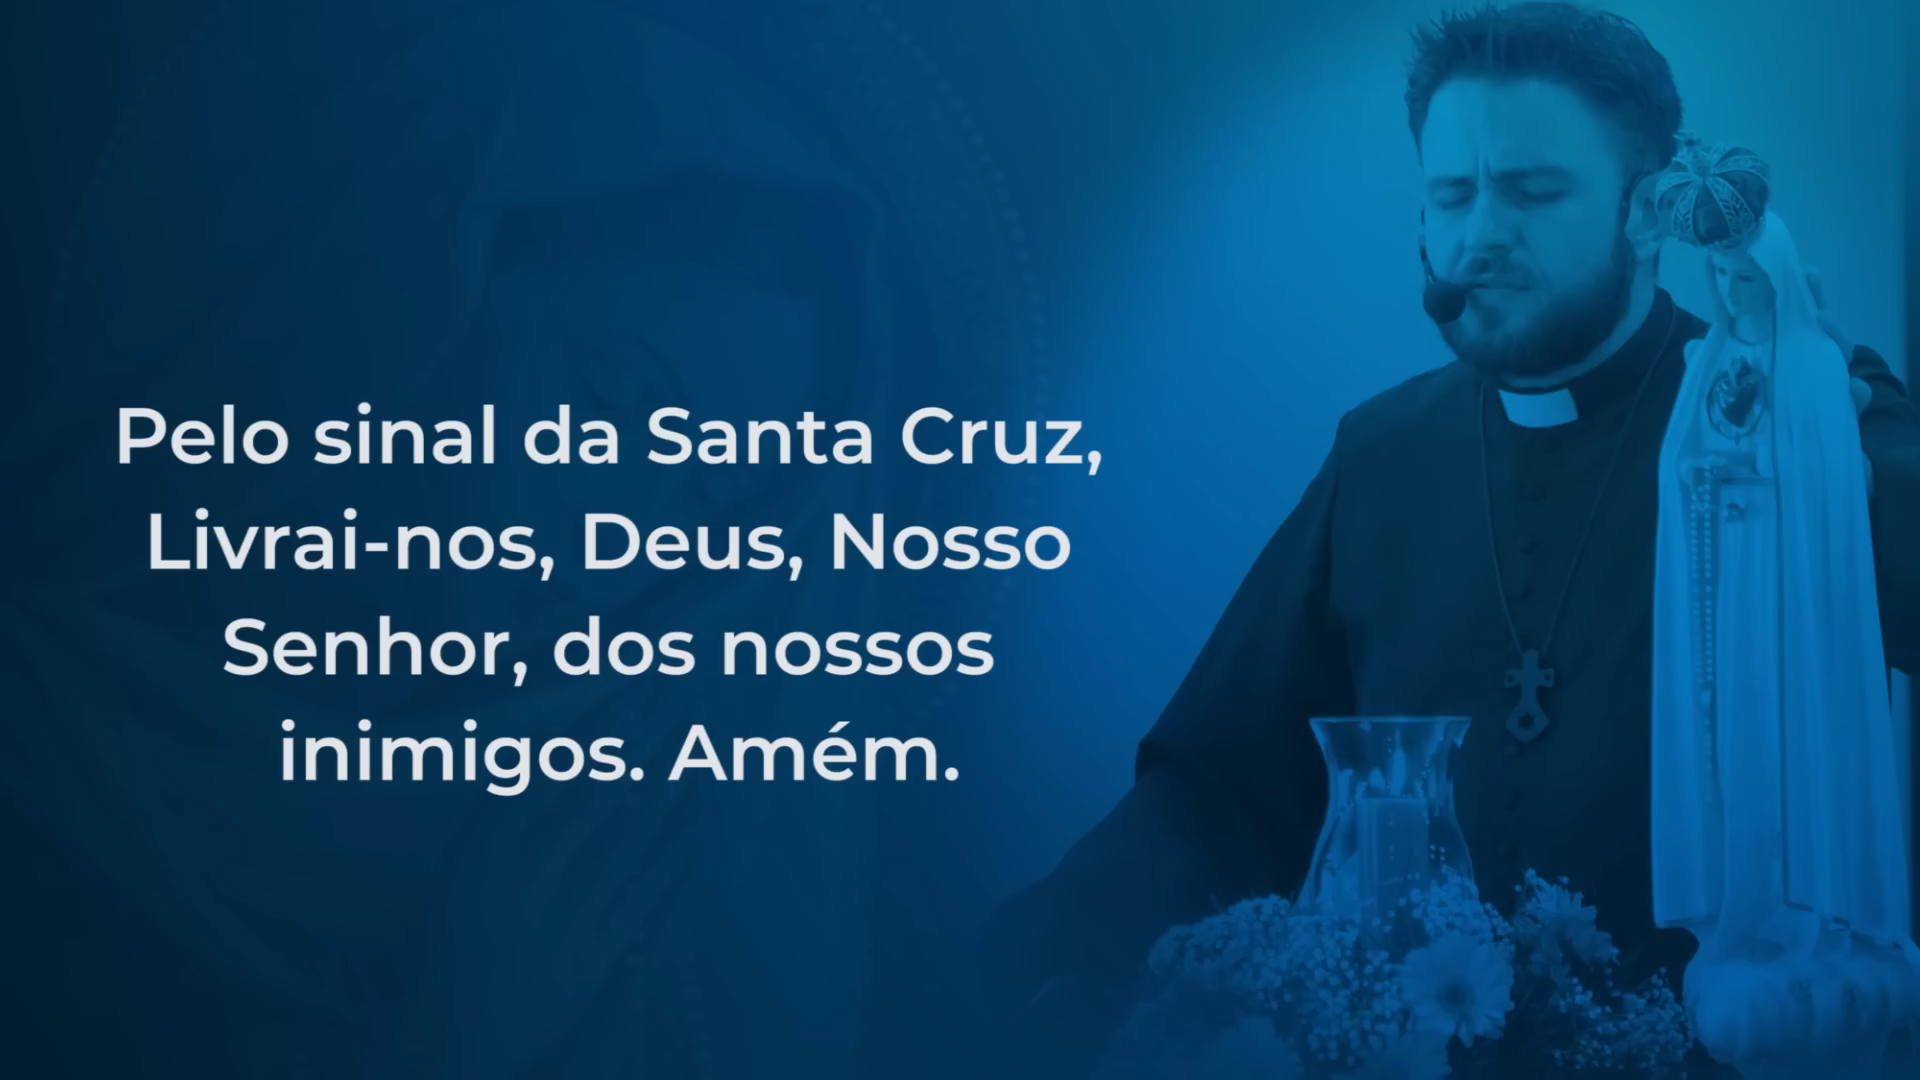 Pelo sinal da Santa Cruz,
Livrai-nos, Deus, Nosso
Senhor, dos nossos
inimigos. Amém.